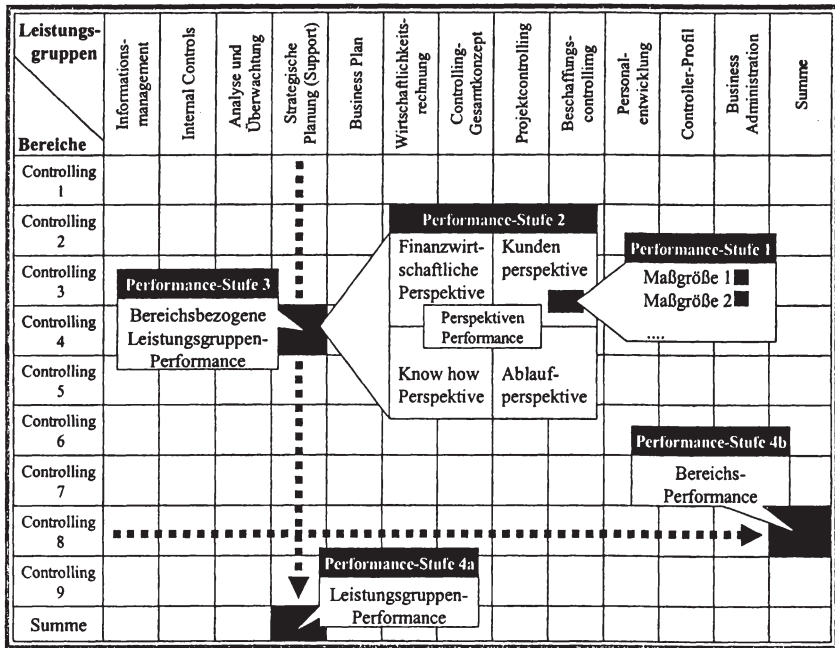 Leistungs-
gruppen
Bereiche
Informations-
management
Internal Controls
Analyse und
Überwachtung
Strategische
Planung (Support)
Business Plan
Wirtschaftlichkeits-
rechnung
Controlling-
Gesamtkonzept
Projektcontrolling
Beschaffungs-
controllimg
Personal-
entwicklung
Controller-Profil
Business
Administration
Summe
Controlling
1
Controlling
2
Controlling
3
Controlling
4
Controlling
5
Controlling
6
Controlling
7
Controlling
8
Controlling
9
Summe
Performance-Stufe 2
Finanzwirt-
schaftliche
Perspektive
Kunden
perspektive
Perspektiven
Performance
Know how
Perspektive
Ablauf-
perspektive
Performance-Stufe 1
Maßgröße 1
Maßgröße 2
....
Performance-Stufe 3
Bereichsbezogene
Leistungsgruppen-
Performance
Performance-Stufe 4b
Bereichs-
Performance
Performance-Stufe 4a
Leistungsgruppen-
Performance